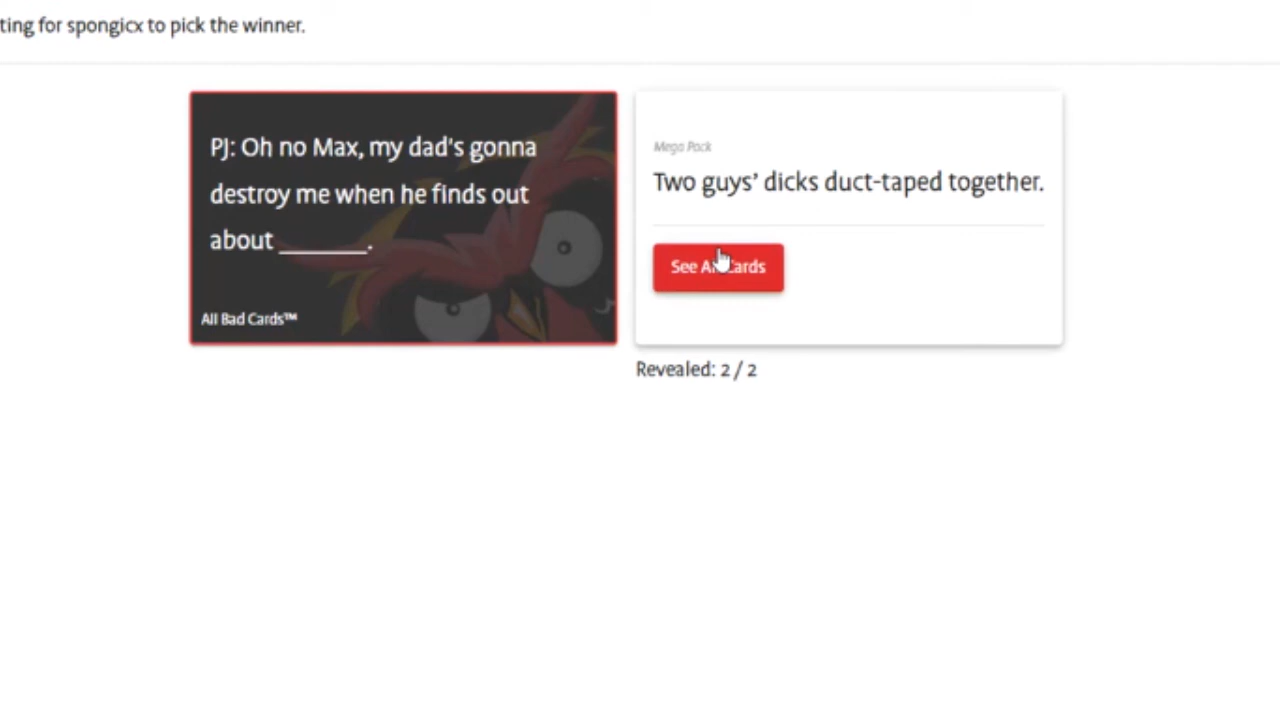 ting for spongicx to pick the winner.
PJ: Oh no Max, my dad's gonna
destroy me when he finds out
about _______.
All Bad Cards™
Mega Pack
Two guys’ dicks duct-taped together.
See All Cards
Revealed: 2 / 2